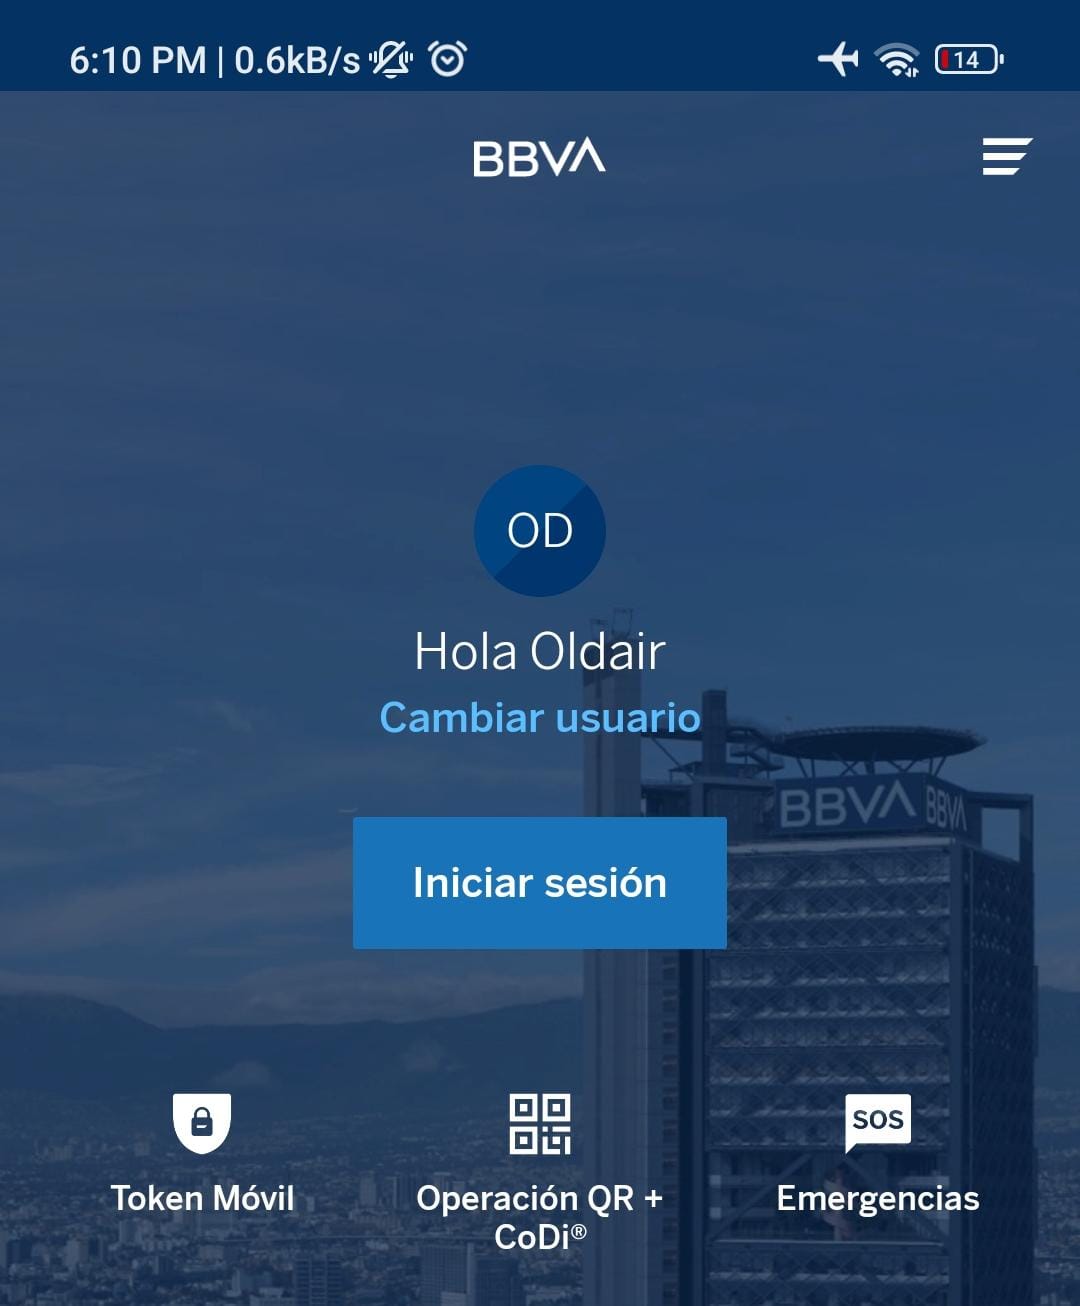 6:10 PM | 0.6kB/s
14
BBVA
OD
Hola Oldair
Cambiar usuario
BBVA BBVA
Iniciar sesión
SOS
Token Móvil
Operación QR +
CoDi®
Emergencias